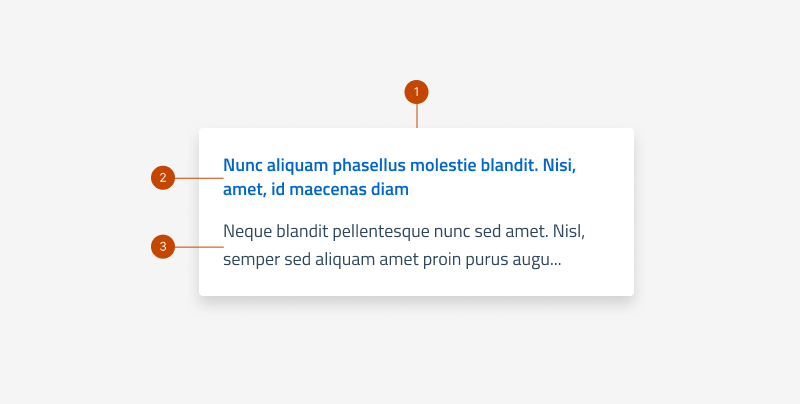 1
Nunc aliquam phasellus molestie blandit. Nisi,
2
amet, id maecenas diam
Neque blandit pellentesque nunc sed amet. Nisl,
3
semper sed aliquam amet proin purus augu...